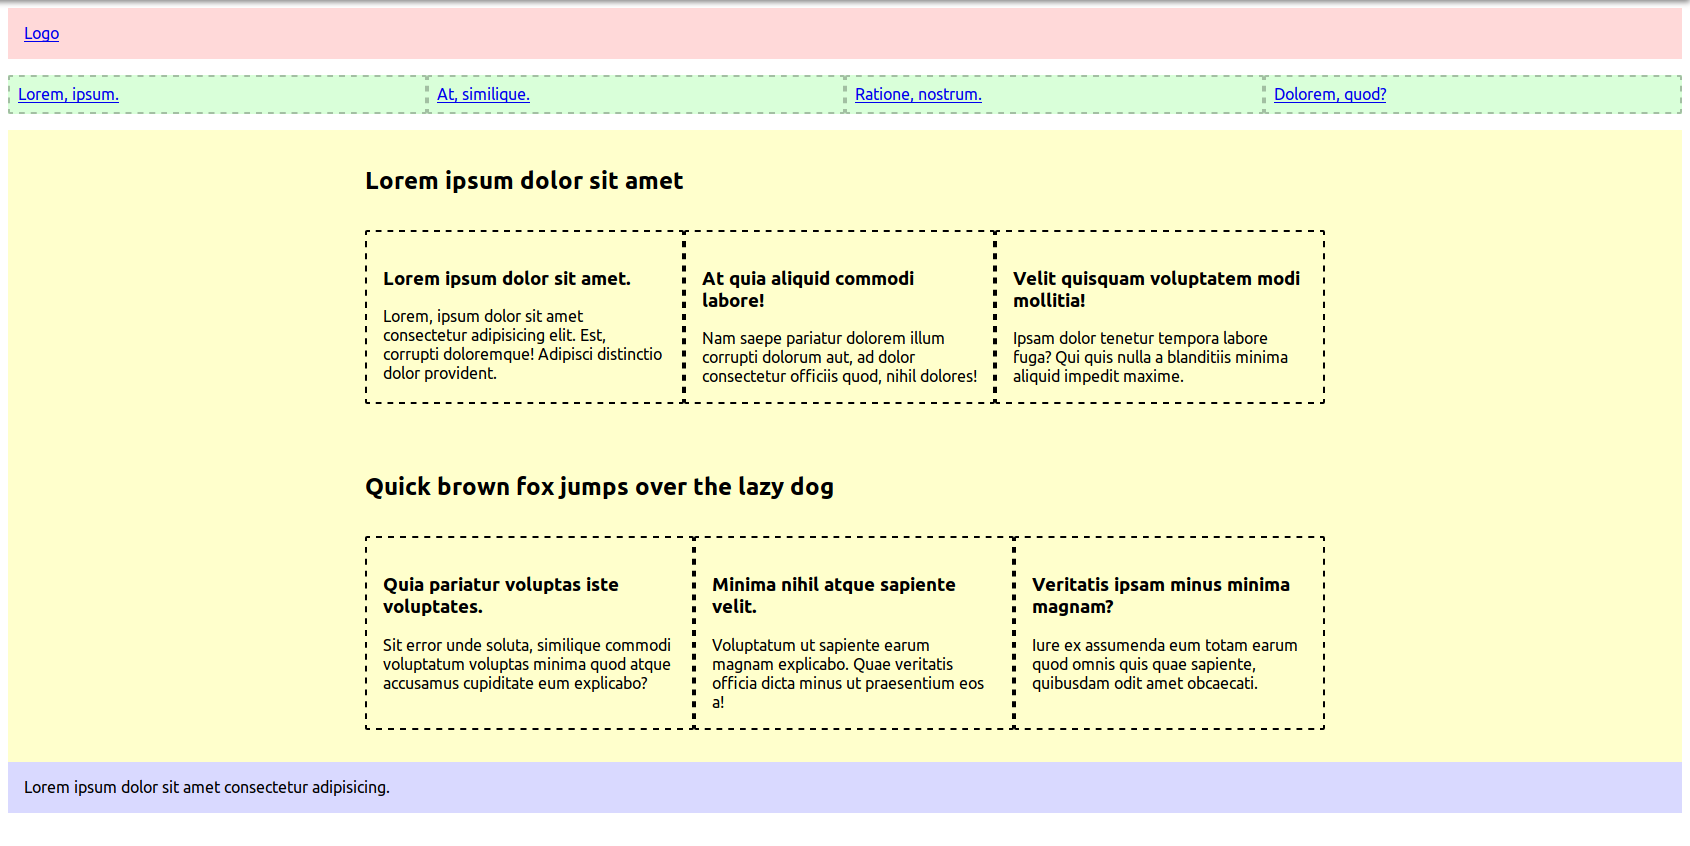 Logo
Lorem, ipsum.
At, similique.
Ratione, nostrum.
Dolorem, quod?
Lorem ipsum dolor sit amet
Lorem ipsum dolor sit amet.
Lorem, ipsum dolor sit amet
consectetur adipisicing elit. Est,
corrupti doloremque! Adipisci distinctio
dolor provident.
At quia aliquid commodi
labore!
Nam saepe pariatur dolorem illum
corrupti dolorum aut, ad dolor
consectetur officiis quod, nihil dolores!
Velit quisquam voluptatem modi
mollitia!
Ipsam dolor tenetur tempora labore
fuga? Qui quis nulla a blanditiis minima
aliquid impedit maxime.
Quick brown fox jumps over the lazy dog
Quia pariatur voluptas iste
voluptates.
Sit error unde soluta, similique commodi
voluptatum voluptas minima quod atque
accusamus cupiditate eum explicabo?
Minima nihil atque sapiente
velit.
Voluptatum ut sapiente earum
magnam explicabo. Quae veritatis
officia dicta minus ut praesentium eos
a!
Veritatis ipsam minus minima
magnam?
Iure ex assumenda eum totam earum
quod omnis quis quae sapiente,
quibusdam odit amet obcaecati.
Lorem ipsum dolor sit amet consectetur adipisicing.